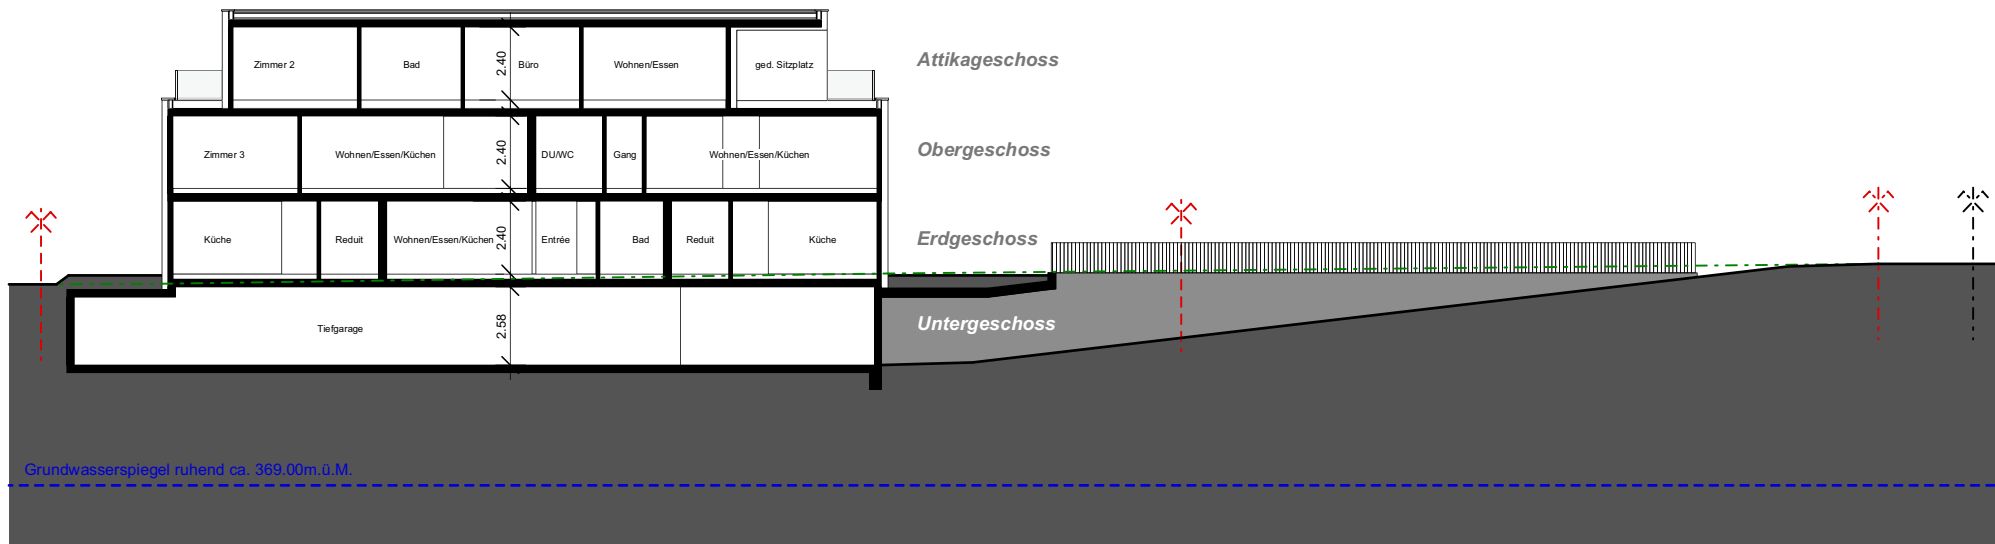 Zimmer 2
Bad
2.40
Büro
Wohnen/Essen
ged. Sitzplatz
Attikageschoss
Zimmer 3
Wohnen/Essen/Küchen
2.40
DU/WC
Gang
Wohnen/Essen/Küchen
Obergeschoss
Küche
Reduit
Wohnen/Essen/Küchen
2.40
Entrée
Bad
Reduit
Küche
Erdgeschoss
Tiefgarage
2.58
Untergeschoss
Grundwasserspiegel ruhend ca. 369.00m.ü.M.